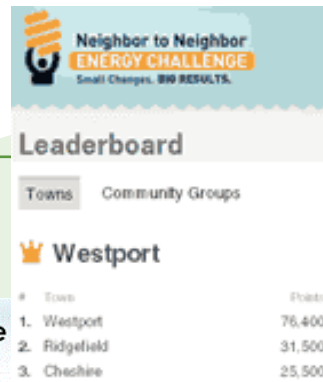 Neighbor to Neighbor
ENERGY CHALLENGE
Small Changes. BIG RESULTS.
Leaderboard
Towns Community Groups
Westport
# Town Points
1. Westport 76,400
2. Ridgefield 31,500
3. Cheshire 25,500